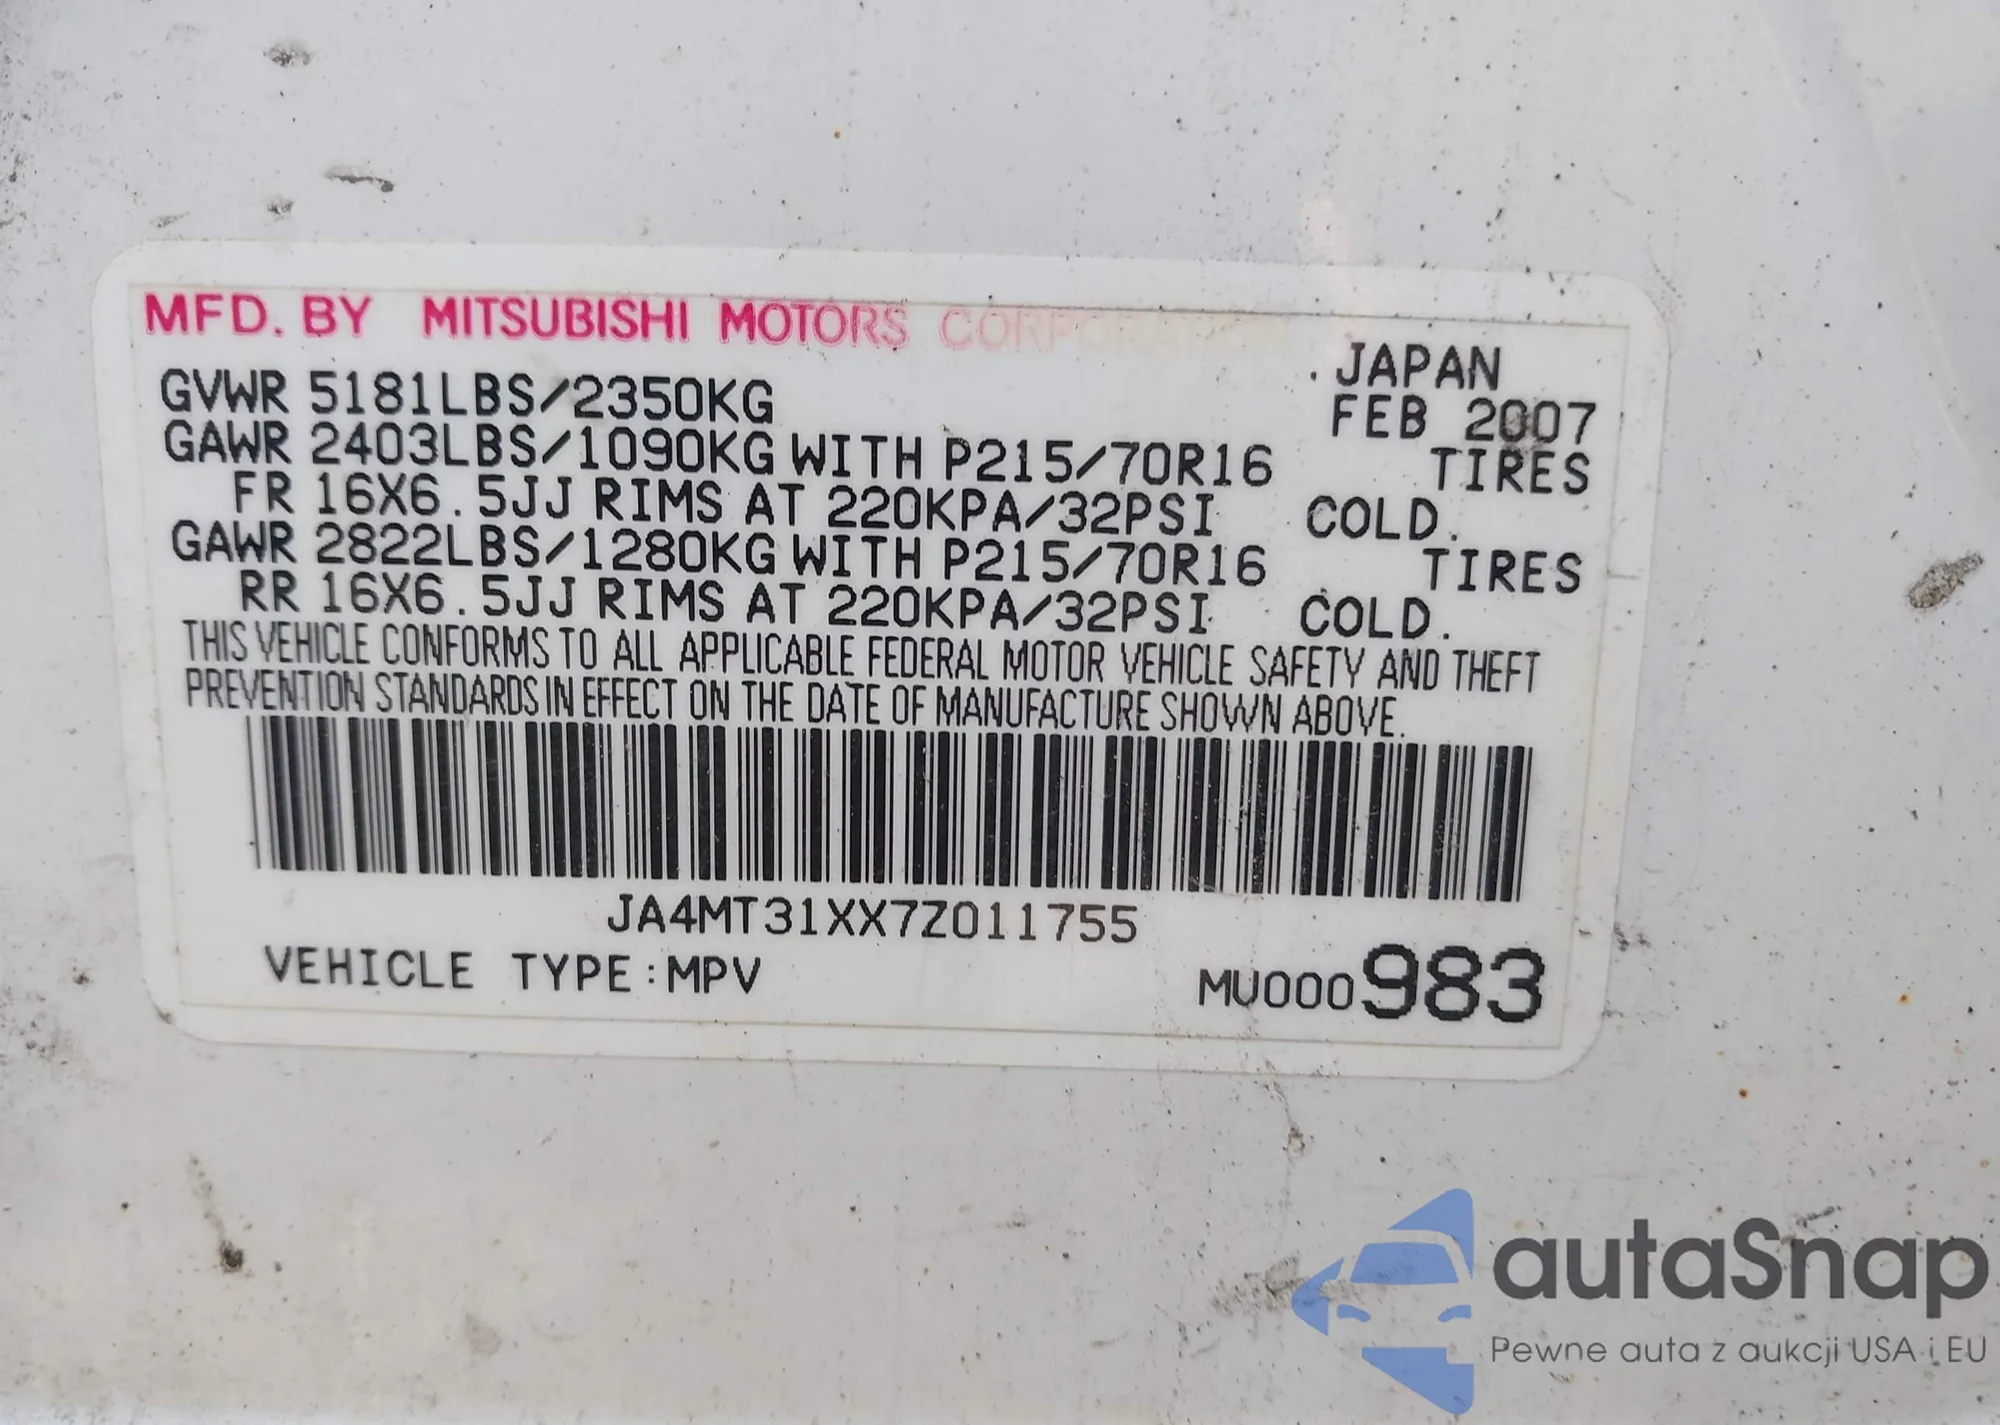 MFD. BY MITSUBISHI MOTORS CORPORATION
. JAPAN
GVWR 5181LBS/2350KG FEB 2007
GAWR 2403LBS/1090KG WITH P215/70R16 TIRES
FR 16X6.5JJ RIMS AT 220KPA/32PSI COLD.
GAWR 2822LBS/1280KG WITH P215/70R16 TIRES
RR 16X6.5JJ RIMS AT 220KPA/32PSI COLD.
THIS VEHICLE CONFORMS TO ALL APPLICABLE FEDERAL MOTOR VEHICLE SAFETY AND THEFT
PREVENTION STANDARDS IN EFFECT ON THE DATE OF MANUFACTURE SHOWN ABOVE.
JA4MT31XX7Z011755
VEHICLE TYPE:MPV MU000983
autaSnap
Pewne auta z aukcji USA i EU